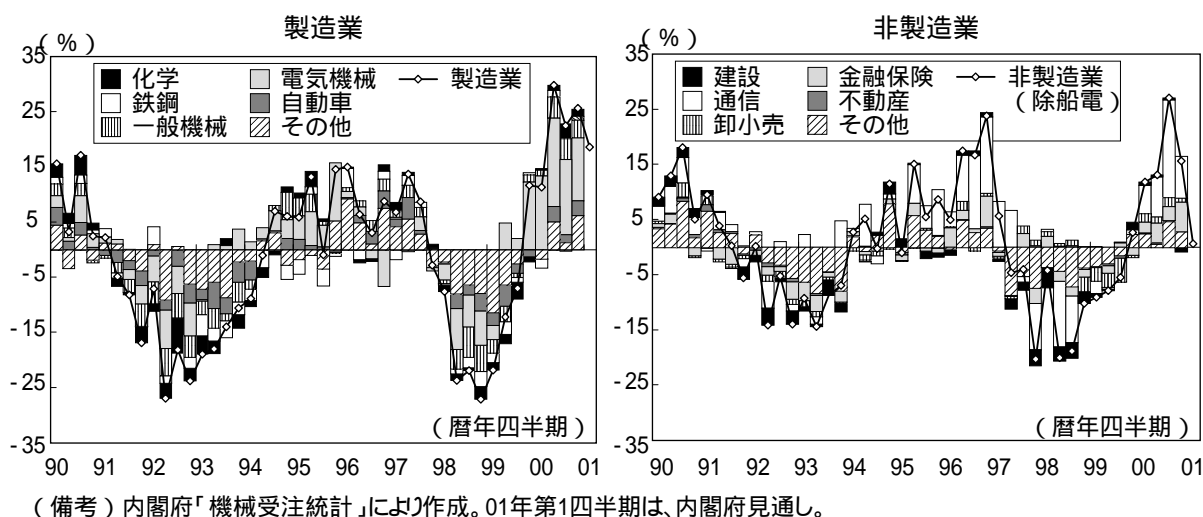 製造業
(%)
35
25
15
5
-5
-15
-25
-35
化学
鉄鋼
一般機械
電気機械
自動車
その他
製造業
(暦年四半期)
90 91 92 93 94 95 96 97 98 99 00 01
非製造業
(%)
35
25
15
5
-5
-15
-25
-35
建設
通信
卸小売
金融保険
不動産
その他
非製造業
(除船電)
(暦年四半期)
90 91 92 93 94 95 96 97 98 99 00 01
(備考)内閣府「機械受注統計」により作成。01年第1四半期は、内閣府見通し。